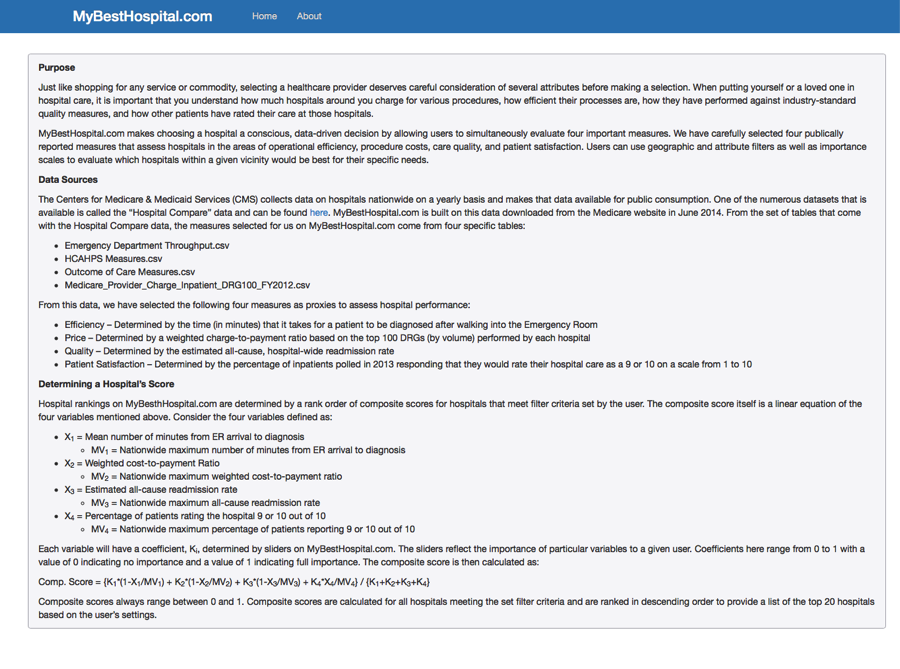 MyBestHospital.com Home About
Purpose
Just like shopping for any service or commodity, selecting a healthcare provider deserves careful consideration of several attributes before making a selection. When putting yourself or a loved one in
hospital care, it is important that you understand how much hospitals around you charge for various procedures, how efficient their processes are, how they have performed against industry-standard
quality measures, and how other patients have rated their care at those hospitals.
MyBestHospital.com makes choosing a hospital a conscious, data-driven decision by allowing users to simultaneously evaluate four important measures. We have carefully selected four publically
reported measures that assess hospitals in the areas of operational efficiency, procedure costs, care quality, and patient satisfaction. Users can use geographic and attribute filters as well as importance
scales to evaluate which hospitals within a given vicinity would be best for their specific needs.
Data Sources
The Centers for Medicare & Medicaid Services (CMS) collects data on hospitals nationwide on a yearly basis and makes that data available for public consumption. One of the numerous datasets that is
available is called the "Hospital Compare" data and can be found here. MyBestHospital.com is built on this data downloaded from the Medicare website in June 2014. From the set of tables that come
with the Hospital Compare data, the measures selected for us on MyBestHospital.com come from four specific tables:
• Emergency Department Throughput.csv
• HCAHPS Measures.csv
• Outcome of Care Measures.csv
• Medicare_Provider_Charge_Inpatient_DRG100_FY2012.csv
From this data, we have selected the following four measures as proxies to assess hospital performance:
• Efficiency – Determined by the time (in minutes) that it takes for a patient to be diagnosed after walking into the Emergency Room
• Price – Determined by a weighted charge-to-payment ratio based on the top 100 DRGs (by volume) performed by each hospital
• Quality – Determined by the estimated all-cause, hospital-wide readmission rate
• Patient Satisfaction – Determined by the percentage of inpatients polled in 2013 responding that they would rate their hospital care as a 9 or 10 on a scale from 1 to 10
Determining a Hospital's Score
Hospital rankings on MyBesthHospital.com are determined by a rank order of composite scores for hospitals that meet filter criteria set by the user. The composite score itself is a linear equation of the
four variables mentioned above. Consider the four variables defined as:
• X₁ = Mean number of minutes from ER arrival to diagnosis
◦ MV₁ = Nationwide maximum number of minutes from ER arrival to diagnosis
• X₂ = Weighted cost-to-payment Ratio
◦ MV₂ = Nationwide maximum weighted cost-to-payment ratio
• X₃ = Estimated all-cause readmission rate
◦ MV₃ = Nationwide maximum all-cause readmission rate
• X₄ = Percentage of patients rating the hospital 9 or 10 out of 10
◦ MV₄ = Nationwide maximum percentage of patients reporting 9 or 10 out of 10
Each variable will have a coefficient, Kᵢ, determined by sliders on MyBestHospital.com. The sliders reflect the importance of particular variables to a given user. Coefficients here range from 0 to 1 with a
value of 0 indicating no importance and a value of 1 indicating full importance. The composite score is then calculated as:
Comp. Score = {K₁*(1-X₁/MV₁) + K₂*(1-X₂/MV₂) + K₃*(1-X₃/MV₃) + K₄*X₄/MV₄} / {K₁+K₂+K₃+K₄}
Composite scores always range between 0 and 1. Composite scores are calculated for all hospitals meeting the set filter criteria and are ranked in descending order to provide a list of the top 20 hospitals
based on the user's settings.